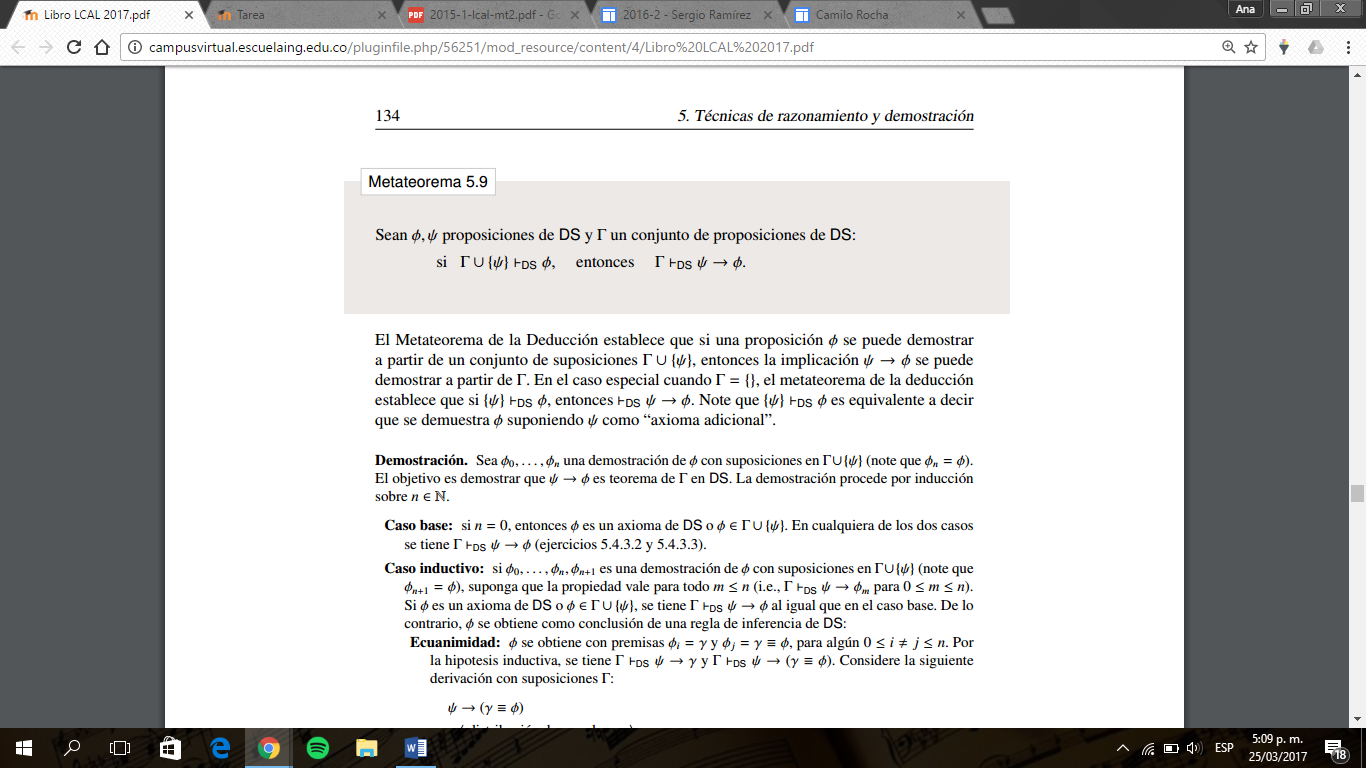 Libro LCAL 2017.pdf
Tarea
2015-1-lcal-mt2.pdf - Go
2016-2 - Sergio Ramírez
Camilo Rocha
Ana
campusvirtual.escuelaing.edu.co/pluginfile.php/56251/mod_resource/content/4/Libro%20LCAL%202017.pdf
134 5. Técnicas de razonamiento y demostración
Metateorema 5.9
Sean ϕ, ψ proposiciones de DS y Γ un conjunto de proposiciones de DS:
si Γ ∪ {ψ} ⊢DS ϕ, entonces Γ ⊢DS ψ → ϕ.
El Metateorema de la Deducción establece que si una proposición ϕ se puede demostrar
a partir de un conjunto de suposiciones Γ ∪ {ψ}, entonces la implicación ψ → ϕ se puede
demostrar a partir de Γ. En el caso especial cuando Γ = {}, el metateorema de la deducción
establece que si {ψ} ⊢DS ϕ, entonces ⊢DS ψ → ϕ. Note que {ψ} ⊢DS ϕ es equivalente a decir
que se demuestra ϕ suponiendo ψ como “axioma adicional”.
Demostración. Sea ϕ0, . . . , ϕn una demostración de ϕ con suposiciones en Γ∪{ψ} (note que ϕn = ϕ).
El objetivo es demostrar que ψ → ϕ es teorema de Γ en DS. La demostración procede por inducción
sobre n ∈ ℕ.
Caso base: si n = 0, entonces ϕ es un axioma de DS o ϕ ∈ Γ ∪ {ψ}. En cualquiera de los dos casos
se tiene Γ ⊢DS ψ → ϕ (ejercicios 5.4.3.2 y 5.4.3.3).
Caso inductivo: si ϕ0, . . . , ϕn, ϕn+1 es una demostración de ϕ con suposiciones en Γ∪{ψ} (note que
ϕn+1 = ϕ), suponga que la propiedad vale para todo m ≤ n (i.e., Γ ⊢DS ψ → ϕm para 0 ≤ m ≤ n).
Si ϕ es un axioma de DS o ϕ ∈ Γ ∪ {ψ}, se tiene Γ ⊢DS ψ → ϕ al igual que en el caso base. De lo
contrario, ϕ se obtiene como conclusión de una regla de inferencia de DS:
Ecuanimidad: ϕ se obtiene con premisas ϕi = γ y ϕj = γ ≡ ϕ, para algún 0 ≤ i ≠ j ≤ n. Por
la hipotesis inductiva, se tiene Γ ⊢DS ψ → γ y Γ ⊢DS ψ → (γ ≡ ϕ). Considere la siguiente
derivación con suposiciones Γ:
ψ → (γ ≡ ϕ)
ESP
5:09 p. m.
25/03/2017
18